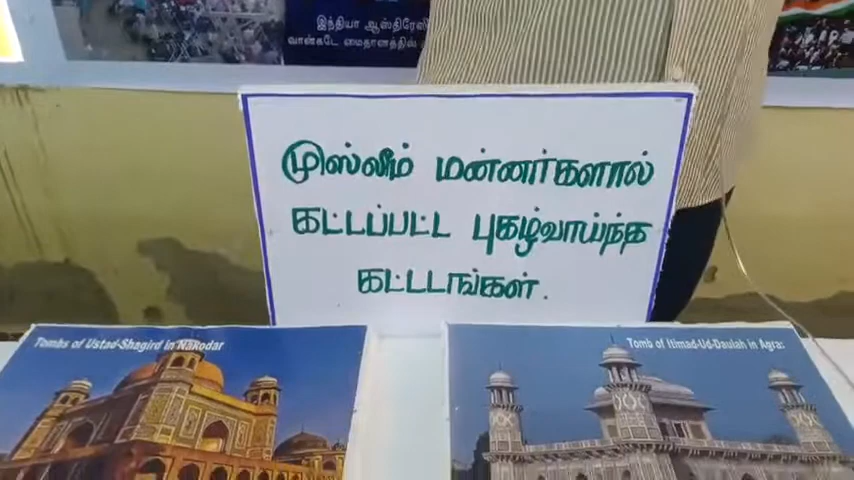 இந்தியா ஆஸ்திரே
லங்கோட மைதானத்தி
முஸ்லீம் மன்னர்களால்
கட்டப்பட்ட புகழ்வாய்ந்த
கட்டடங்கள்.
Tombs of Ustad-Shagird in Nakodar
Tomb of Itimad-Ud-Daulah in Agra: